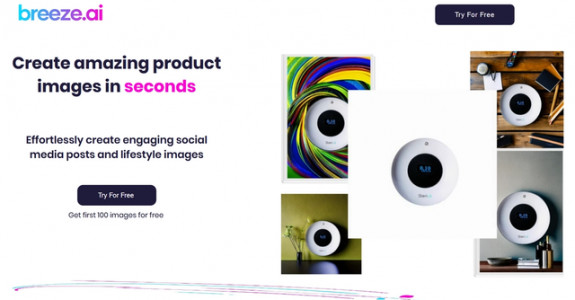 breeze.ai
Try For Free
Create amazing product
images in seconds
Effortlessly create engaging social
media posts and lifestyle images
Try For Free
Get first 100 images for free